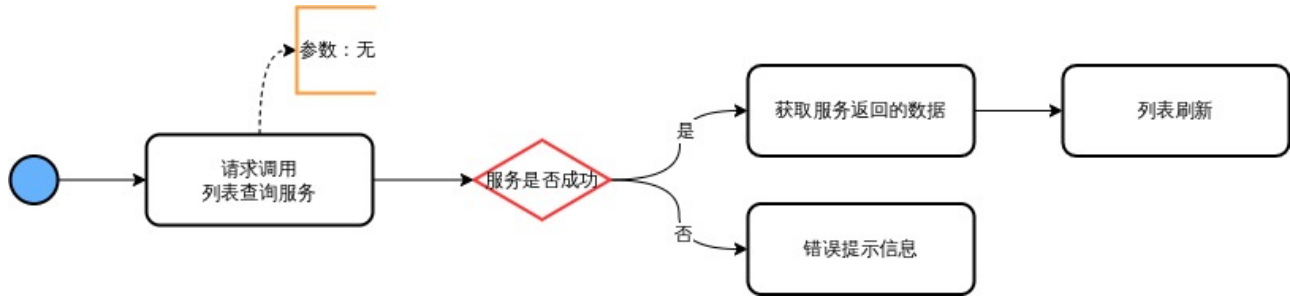 参数：无
请求调用
列表查询服务
服务是否成功
是
获取服务返回的数据
列表刷新
否
错误提示信息